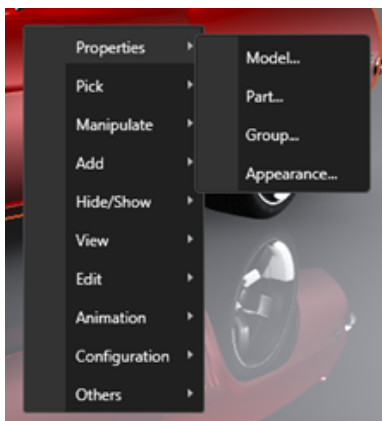 Properties
Pick
Manipulate
Add
Hide/Show
View
Edit
Animation
Configuration
Others
Model...
Part...
Group...
Appearance...